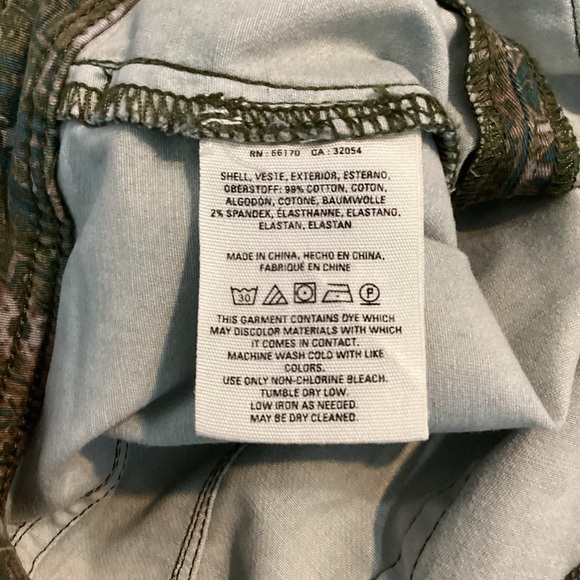 RN : 66170 CA : 32054
SHELL, VESTE, EXTERIOR, ESTERNO,
OBERSTOFF: 98% COTTON, COTON,
ALGODÓN, COTONE, BAUMWOLLE
2% SPANDEX, ÉLASTHANNE, ELASTANO,
ELASTAN, ELASTAN
MADE IN CHINA, HECHO EN CHINA,
FABRIQUÉ EN CHINE
30 P
THIS GARMENT CONTAINS DYE WHICH
MAY DISCOLOR MATERIALS WITH WHICH
IT COMES IN CONTACT.
MACHINE WASH COLD WITH LIKE
COLORS.
USE ONLY NON-CHLORINE BLEACH.
TUMBLE DRY LOW.
LOW IRON AS NEEDED.
MAY BE DRY CLEANED.